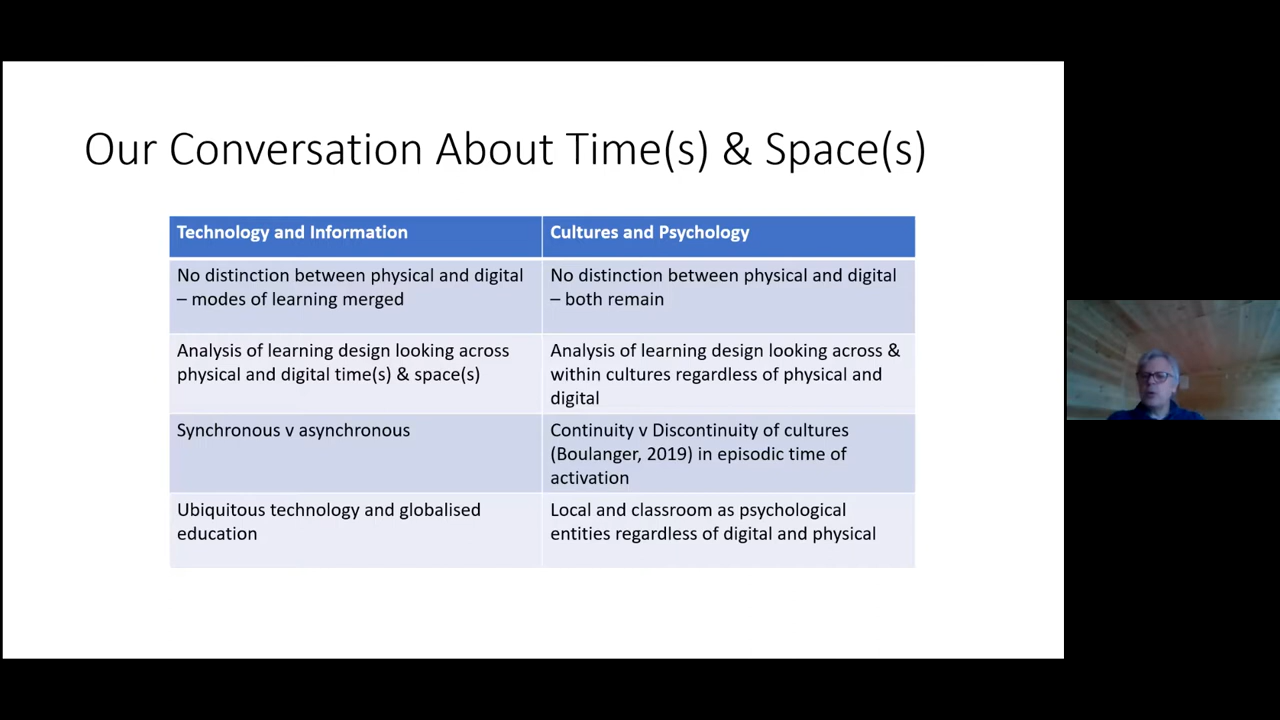 Our Conversation About Time(s) & Space(s)
Technology and Information
Cultures and Psychology
No distinction between physical and digital
– modes of learning merged
No distinction between physical and digital
– both remain
Analysis of learning design looking across
physical and digital time(s) & space(s)
Analysis of learning design looking across &
within cultures regardless of physical and
digital
Synchronous v asynchronous
Continuity v Discontinuity of cultures
(Boulanger, 2019) in episodic time of
activation
Ubiquitous technology and globalised
education
Local and classroom as psychological
entities regardless of digital and physical